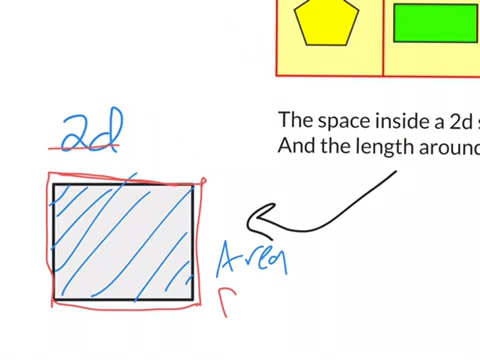 The space inside a 2d s
And the length around
2d
Area